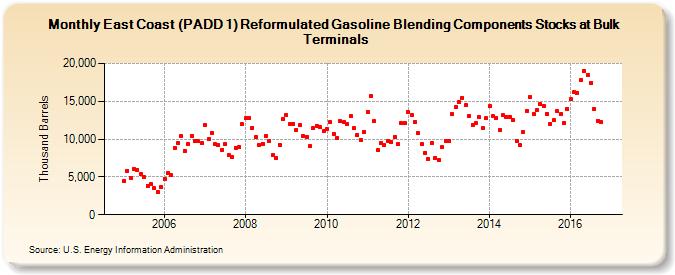 Monthly East Coast (PADD 1) Reformulated Gasoline Blending Components Stocks at Bulk
Terminals
Thousand Barrels
20,000
15,000
10,000
5,000
0
2006 2008 2010 2012 2014 2016
Source: U.S. Energy Information Administration